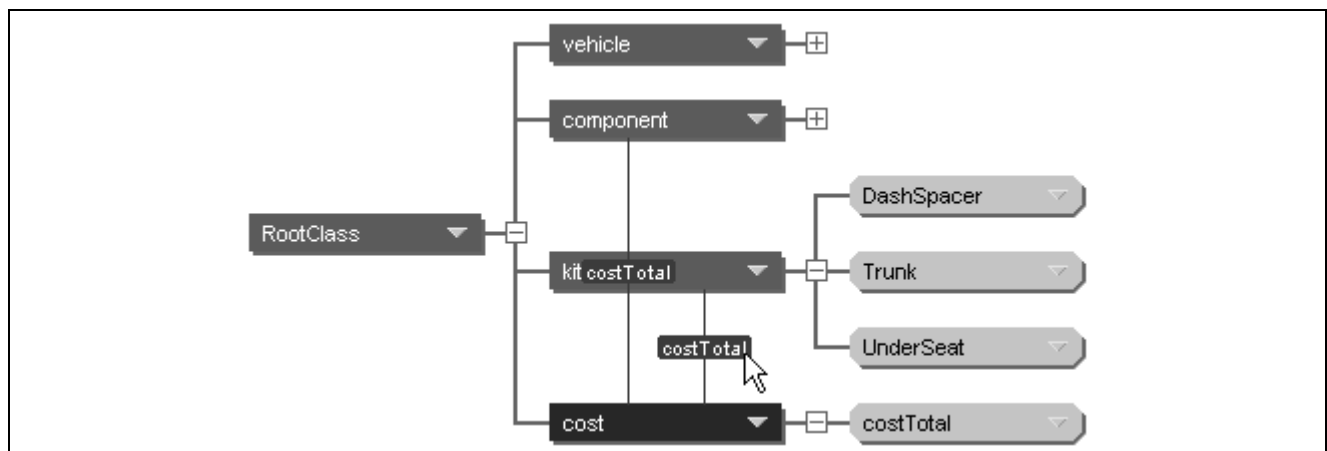 vehicle
component
DashSpacer
RootClass
kit costTotal
Trunk
costTotal
UnderSeat
cost
costTotal